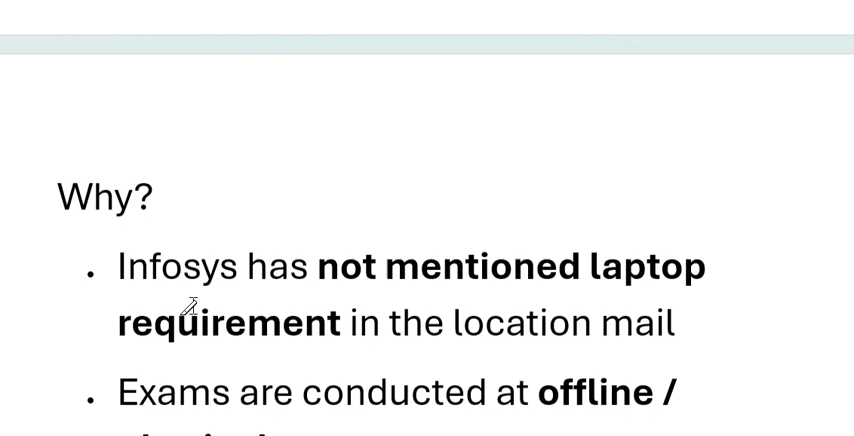 Why?
• Infosys has not mentioned laptop
requirement in the location mail
• Exams are conducted at offline /